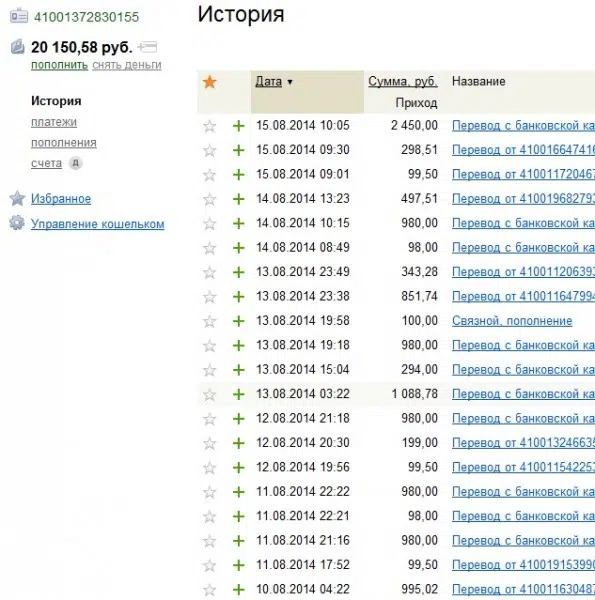 41001372830155
20 150,58 руб.
пополнить снять деньги
История
платежи
пополнения
счета д
Избранное
Управление кошельком
История
Дата ▼ Сумма, руб. Название
Приход
15.08.2014 10:05 2 450,00 Перевод с банковской ка
15.08.2014 09:30 298,51 Перевод от 410016647416
15.08.2014 09:01 99,50 Перевод от 410011720467
14.08.2014 13:23 497,51 Перевод от 410019682793
14.08.2014 10:15 980,00 Перевод с банковской ка
14.08.2014 08:49 98,00 Перевод с банковской ка
13.08.2014 23:49 343,28 Перевод от 410011206393
13.08.2014 23:38 851,74 Перевод от 410011647994
13.08.2014 19:58 100,00 Связной, пополнение
13.08.2014 19:18 980,00 Перевод с банковской ка
13.08.2014 15:04 294,00 Перевод с банковской ка
13.08.2014 03:22 1 088,78 Перевод с банковской ка
12.08.2014 21:18 980,00 Перевод с банковской ка
12.08.2014 20:30 199,00 Перевод от 410013246635
12.08.2014 19:56 99,50 Перевод от 410011542253
11.08.2014 22:22 980,00 Перевод с банковской ка
11.08.2014 22:21 98,00 Перевод с банковской ка
11.08.2014 21:16 980,00 Перевод с банковской ка
11.08.2014 17:52 99,50 Перевод от 410019153990
10.08.2014 04:22 995,02 Перевод от 410011630487